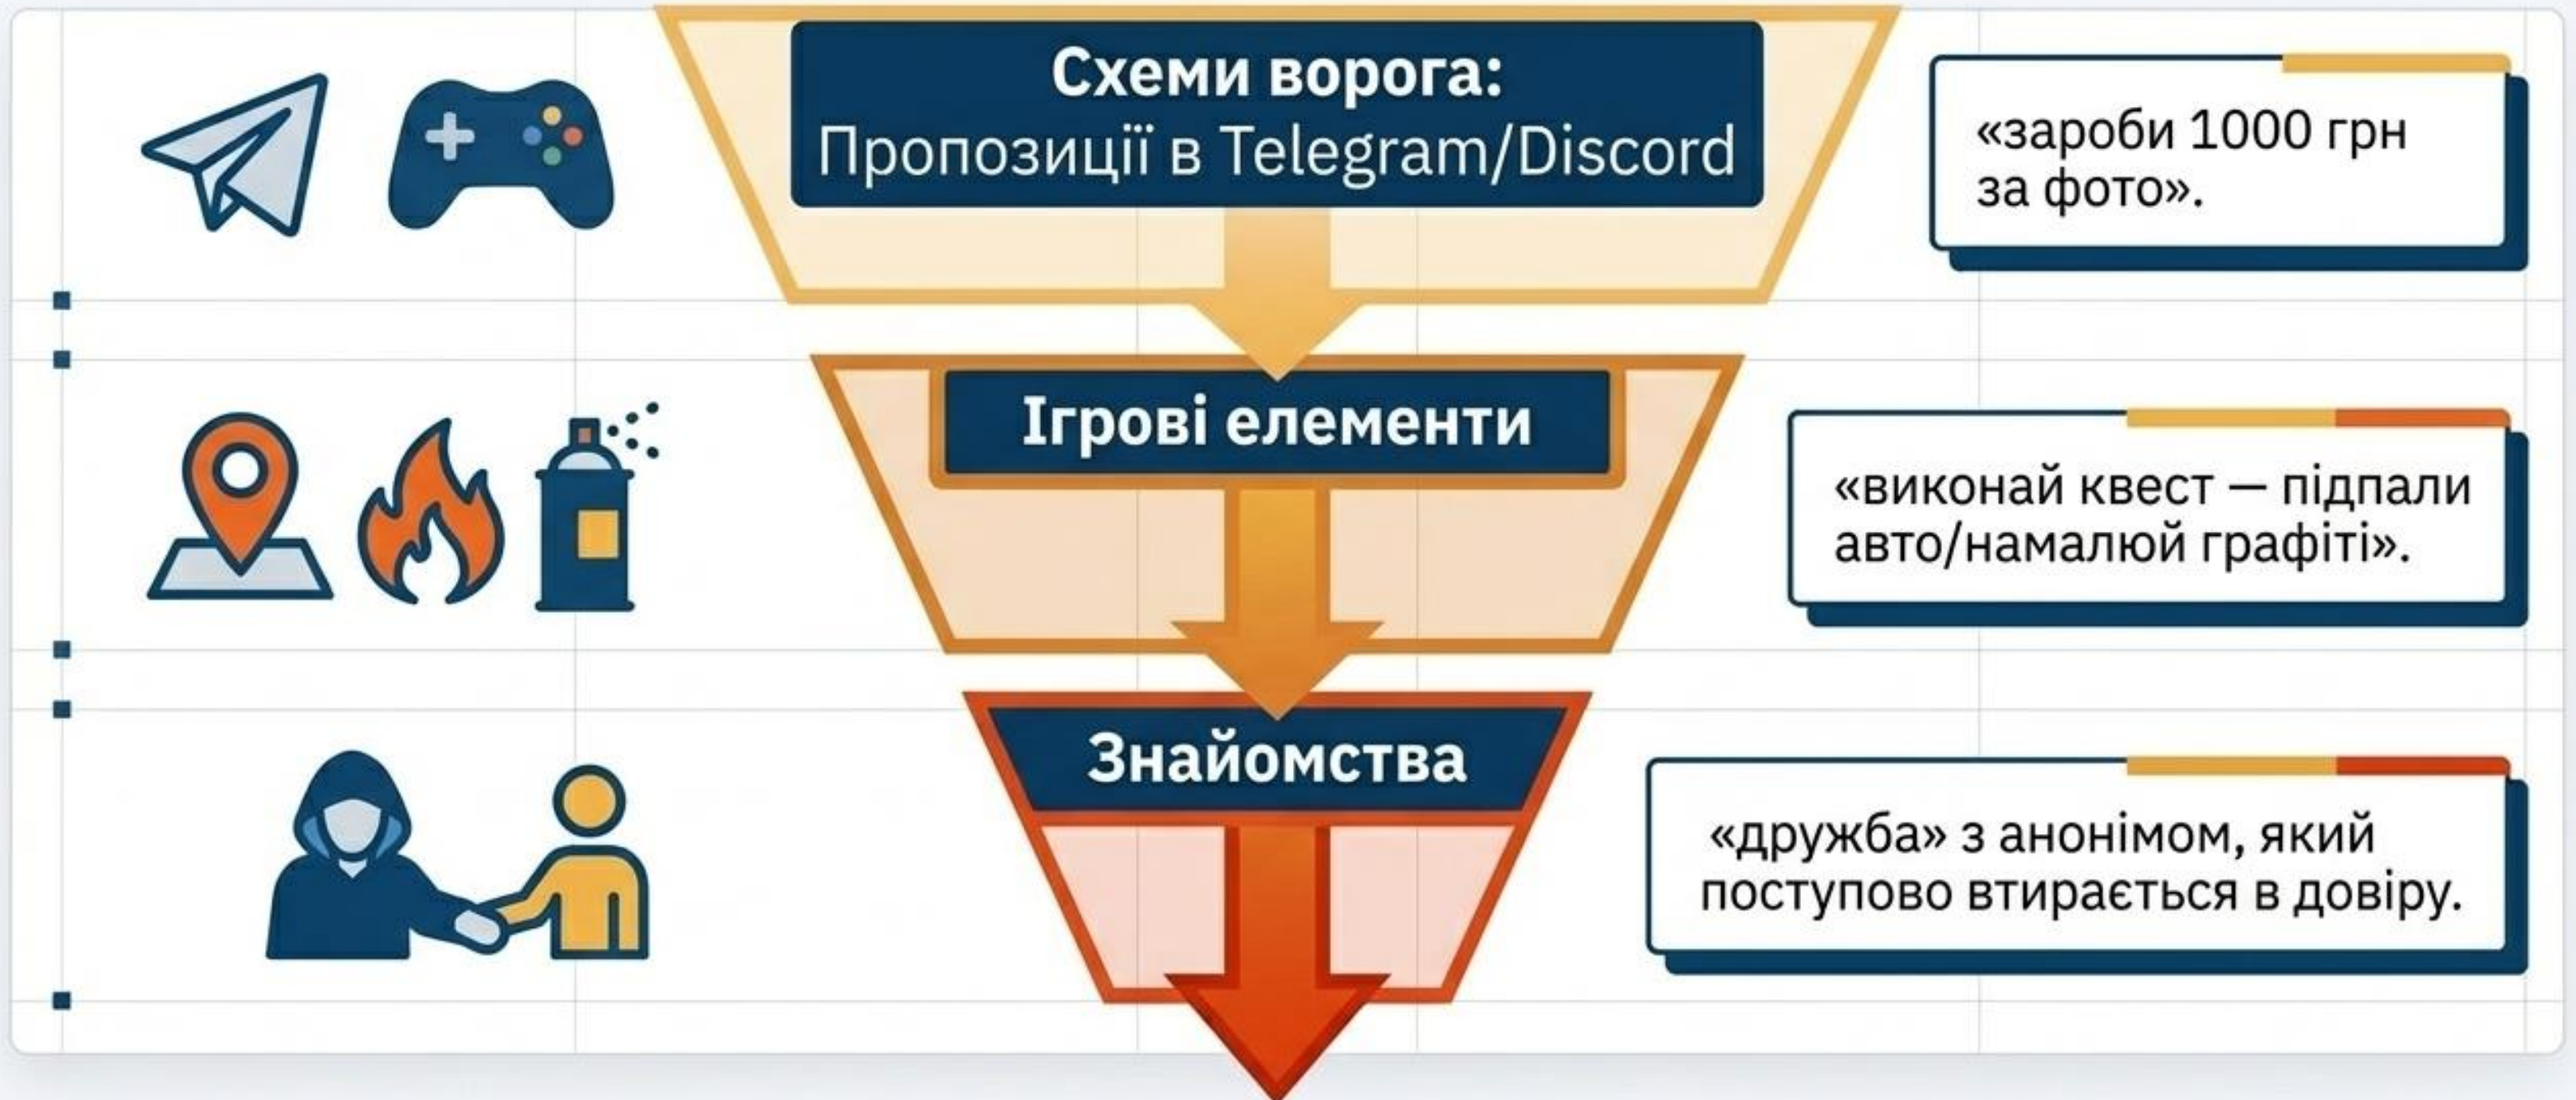 Схеми ворога:
Пропозиції в Telegram/Discord
«зароби 1000 грн
за фото».
Ігрові елементи
«виконай квест — підпали
авто/намалюй графіті».
Знайомства
«дружба» з анонімом, який
поступово втирається в довіру.